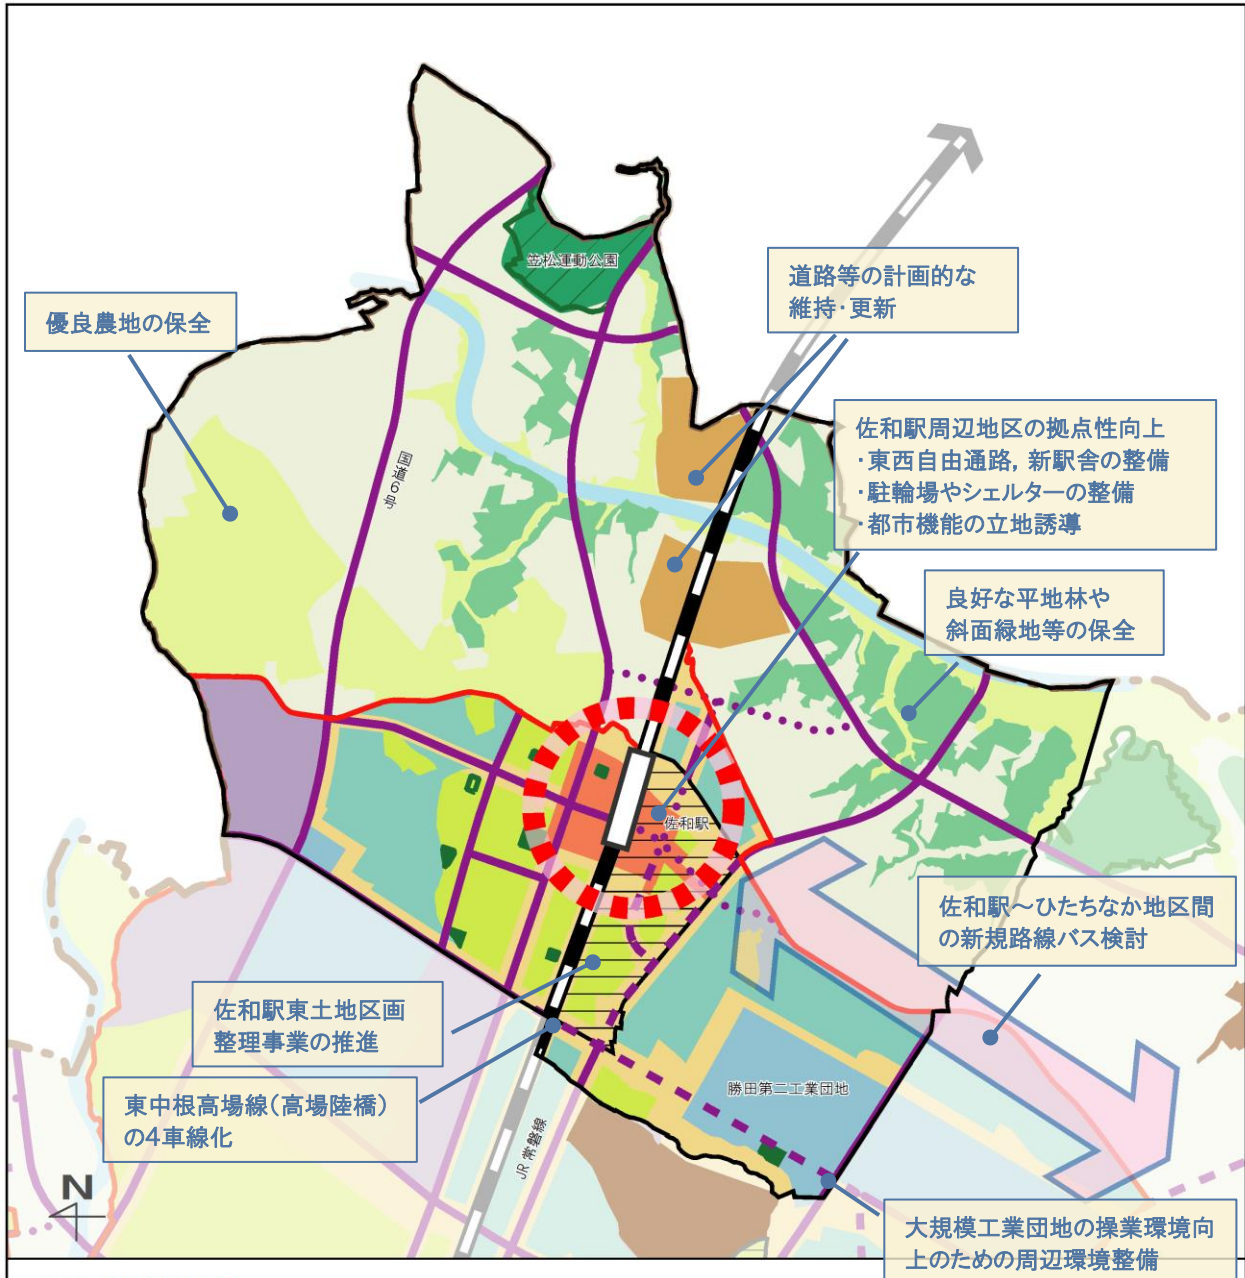 笠松運動公園
道路等の計画的な
維持・更新
優良農地の保全
佐和駅周辺地区の拠点性向上
・東西自由通路，新駅舎の整備
・駐輪場やシェルターの整備
・都市機能の立地誘導
国道6号
良好な平地林や
斜面緑地等の保全
佐和駅
佐和駅～ひたちなか地区間
の新規路線バス検討
佐和駅東土地区画
整理事業の推進
東中根高場線（高場陸橋）
の4車線化
勝田第二工業団地
JR常磐線
N
大規模工業団地の操業環境向
上のための周辺環境整備